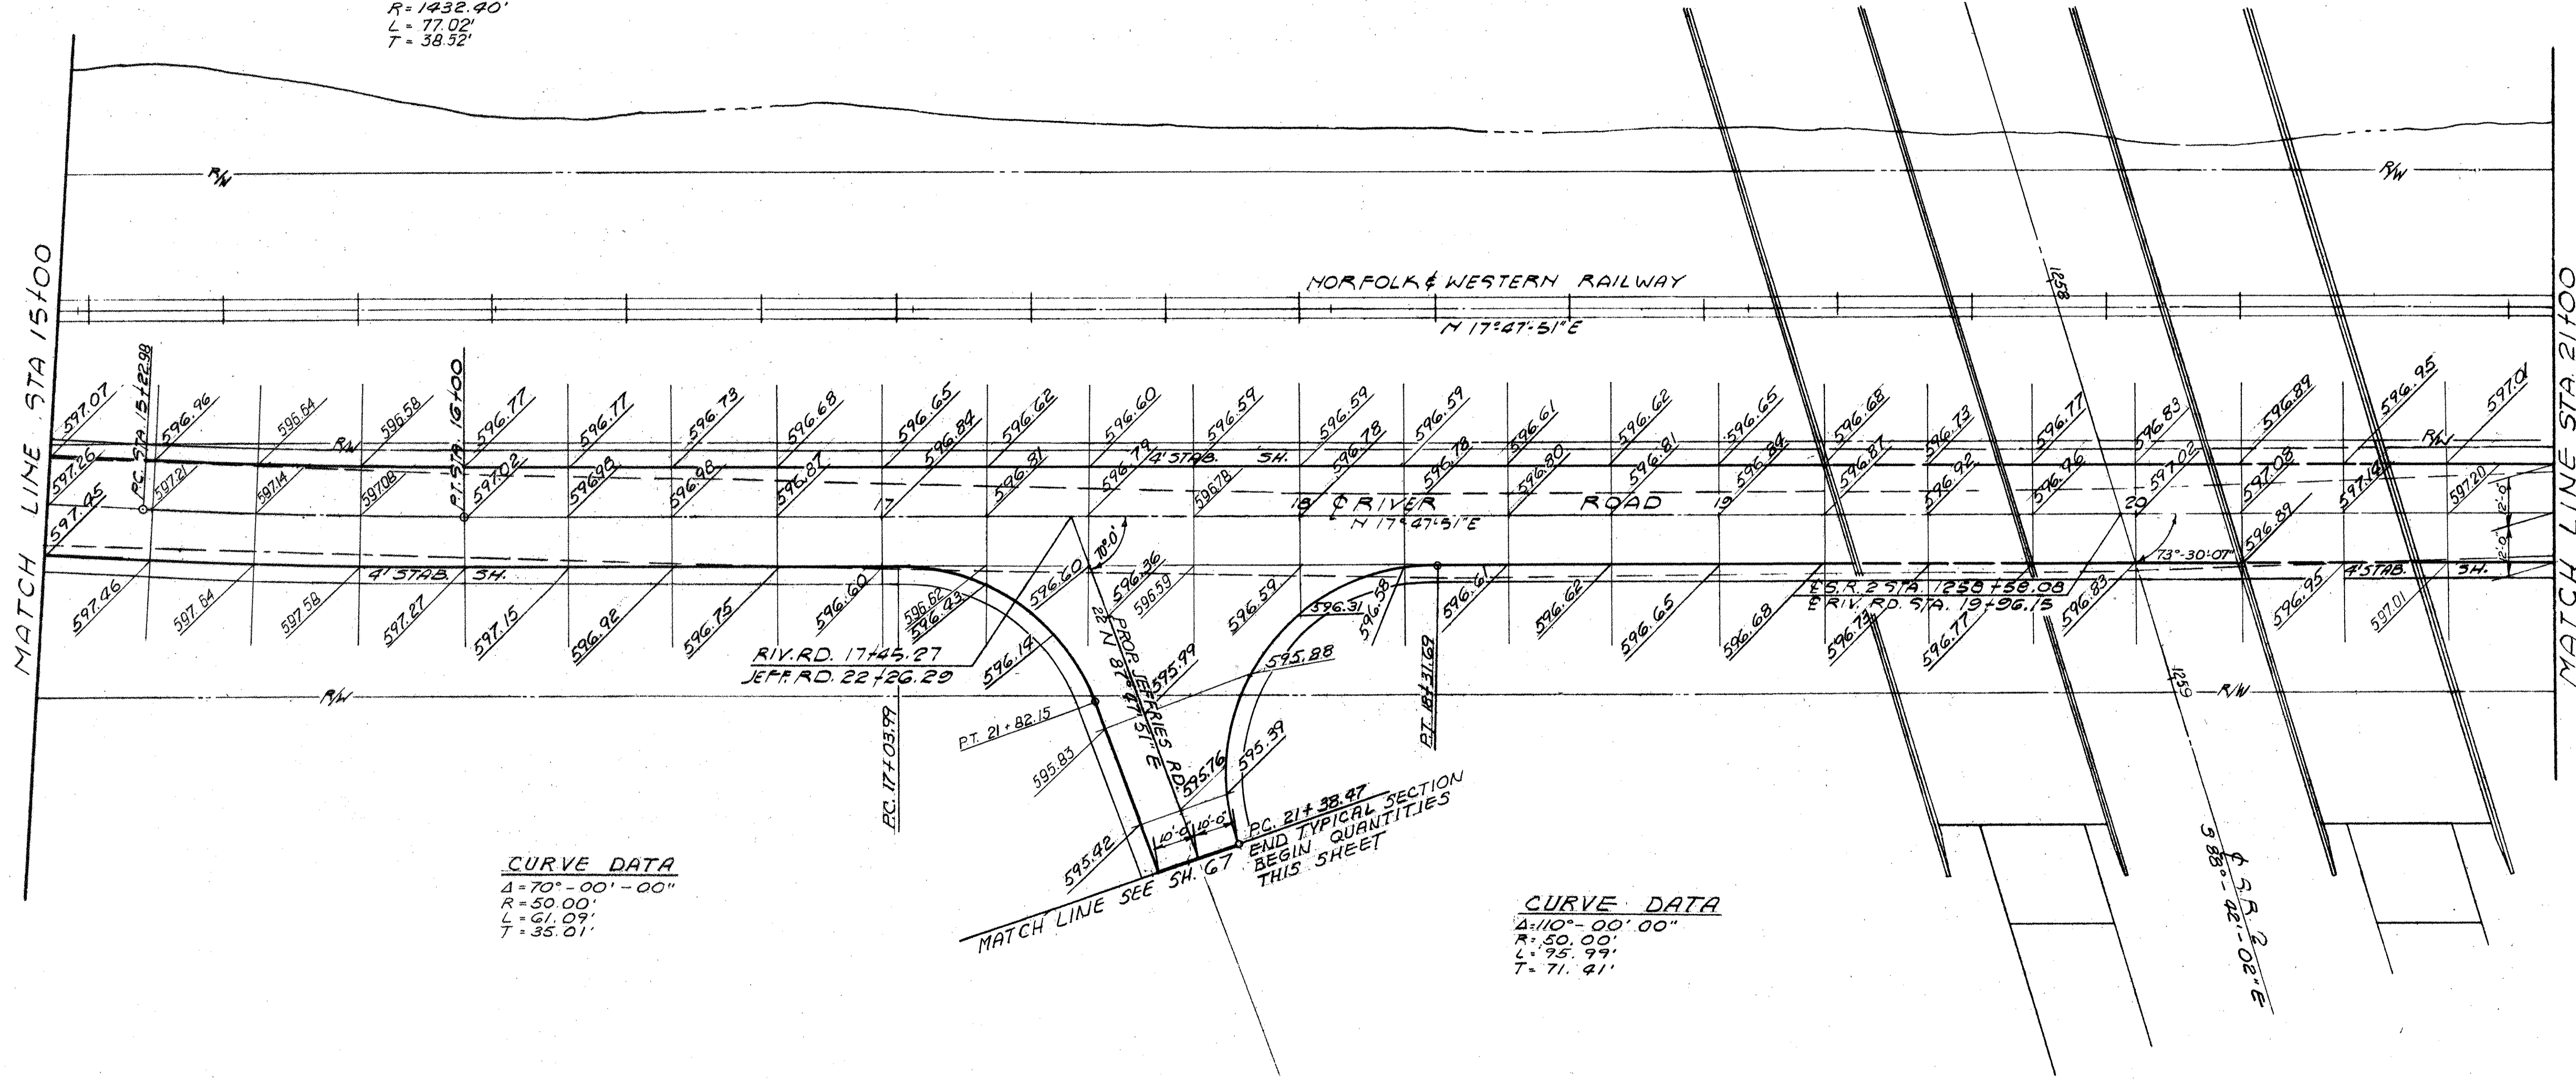 R=1432.40'
L = 77.02'
T = 38.52'
R/W
R/W
NORFOLK & WESTERN RAILWAY
N 17°47'-51"E
MATCH LINE STA 15+00
MATCH LINE STA 21+00
1258
P.C. STA. 15+22.98
P.T. STA. 16+00
597.07
596.96
596.64
596.58
596.77
596.77
596.73
596.68
596.65
596.62
596.60
596.59
596.59
596.59
596.61
596.62
596.65
596.68
596.73
596.77
596.83
596.89
596.95
597.01
R/W
R/W
4' STAB. SH.
597.26
597.21
597.14
597.08
597.02
596.98
596.98
596.87
596.84
596.81
596.79
596.78
596.78
596.78
596.80
596.81
596.84
596.87
596.92
596.96
597.02
597.08
597.14
597.20
17
18
19
20
℄ RIVER ROAD
N 17°47'-51"E
12'-0"
12'-0"
70°-0'
73°-30'-07"
597.45
4' STAB. SH.
4' STAB. SH.
597.46
597.64
597.58
597.27
597.15
596.92
596.75
596.60
596.62
596.43
596.60
596.36
596.59
596.59
596.31
596.58
596.61
596.62
596.65
596.68
596.73
596.77
596.83
596.89
596.95
597.01
℄ S.R. 2 STA. 1258+58.08
℄ RIV. RD. STA. 19+96.15
RIV. RD. 17+45.27
JEFF. RD. 22+26.29
596.14
595.99
595.88
PROP. JEFFRIES RD.
22
N 87°47'51"E
R/W
R/W
1259
P.C. 17+03.99
P.T. 18+31.69
P.T. 21+82.15
595.83
595.76
595.39
595.42
10'-0"
10'-0"
P.C. 21+38.47
END TYPICAL SECTION
BEGIN QUANTITIES
THIS SHEET
MATCH LINE SEE SH. 67
℄ S.R. 2
S 88°-42'-02"E
CURVE DATA
Δ=70°-00'-00"
R=50.00'
L=61.09'
T=35.01'
CURVE DATA
Δ=110°-00'00"
R=50.00'
L=95.99'
T=71.41'